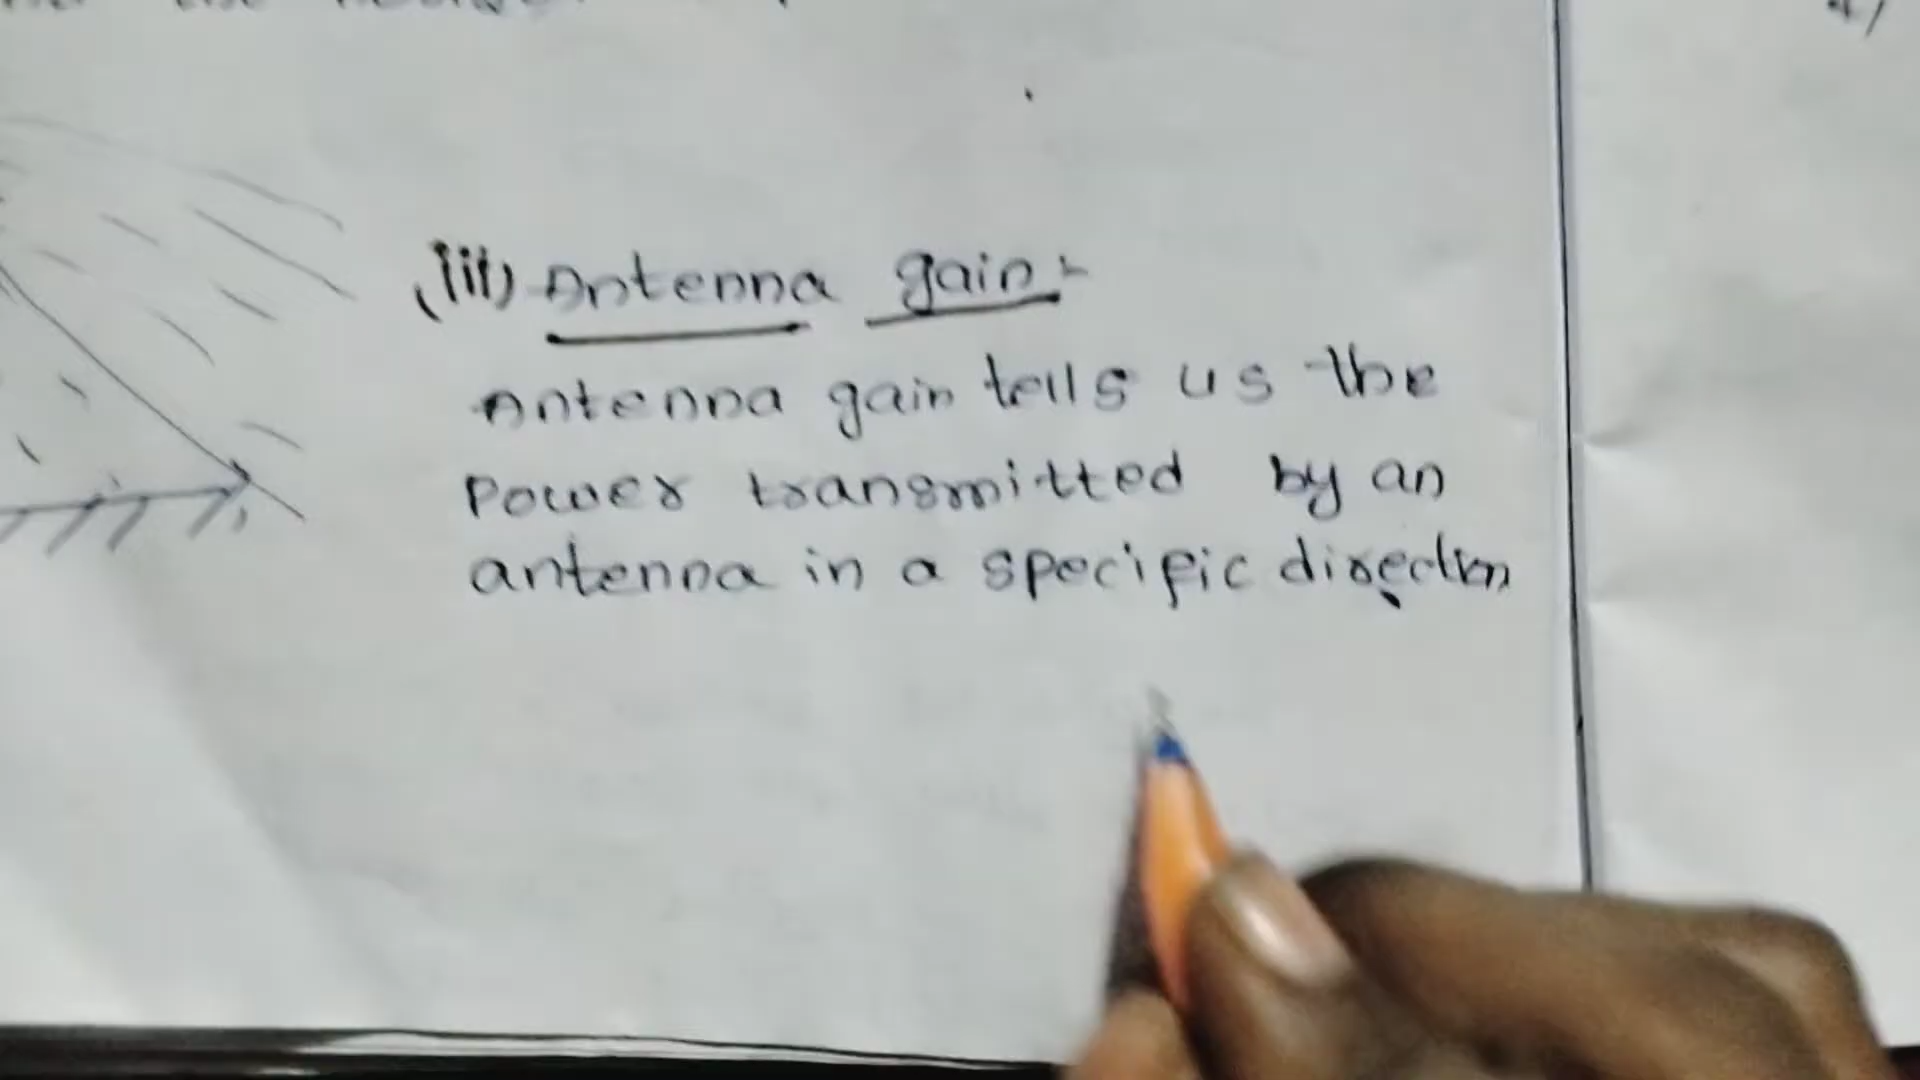 (iii) Antenna gain:-
Antenna gain tells us the
Power transmitted by an
antenna in a specific direction